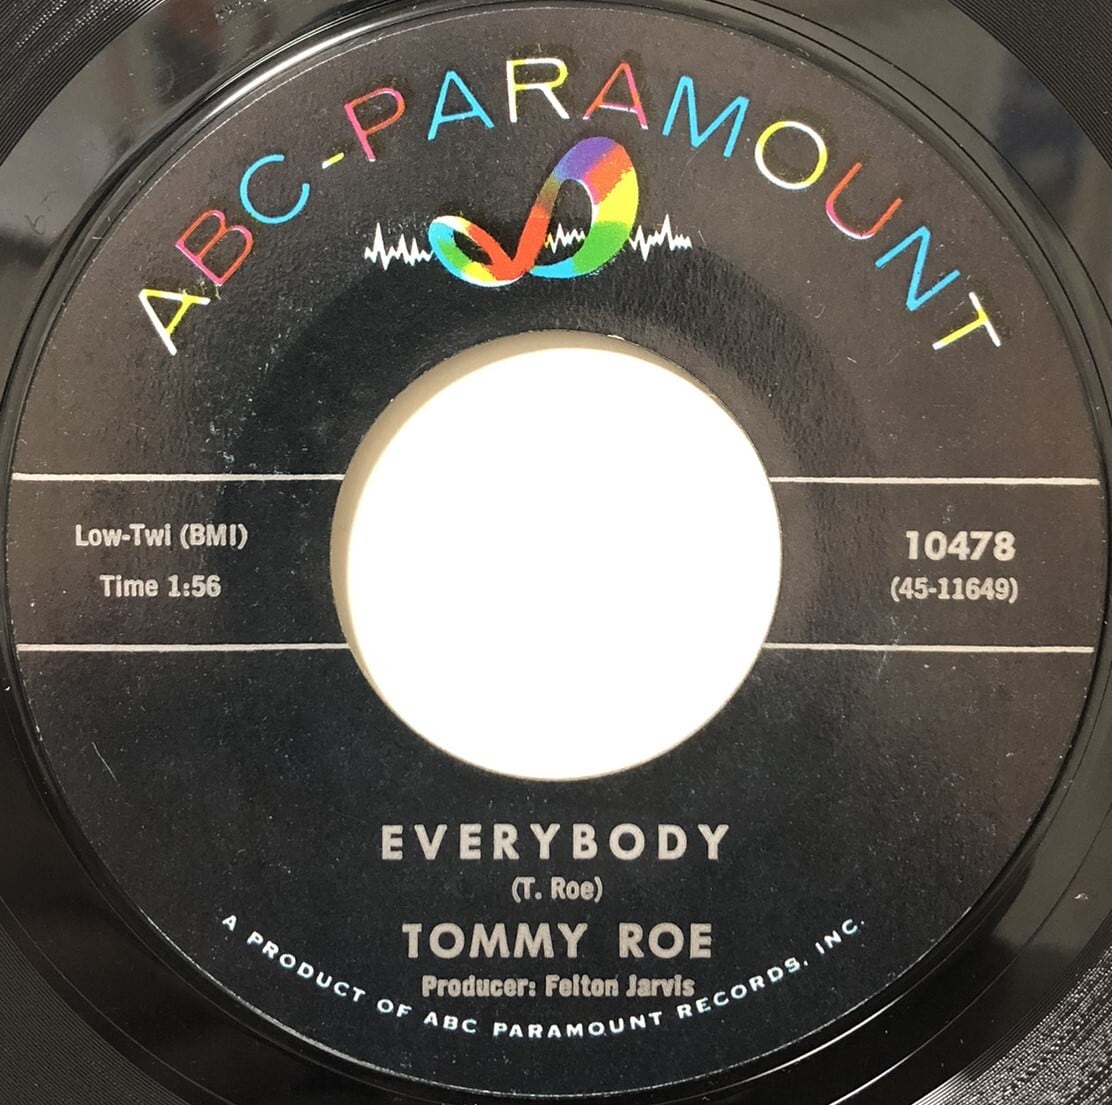 ABC-PARAMOUNT
Low-Twi (BMI)
Time 1:56
10478
(45-11649)
EVERYBODY
(T. Roe)
TOMMY ROE
Producer: Felton Jarvis
A PRODUCT OF ABC PARAMOUNT RECORDS, INC.